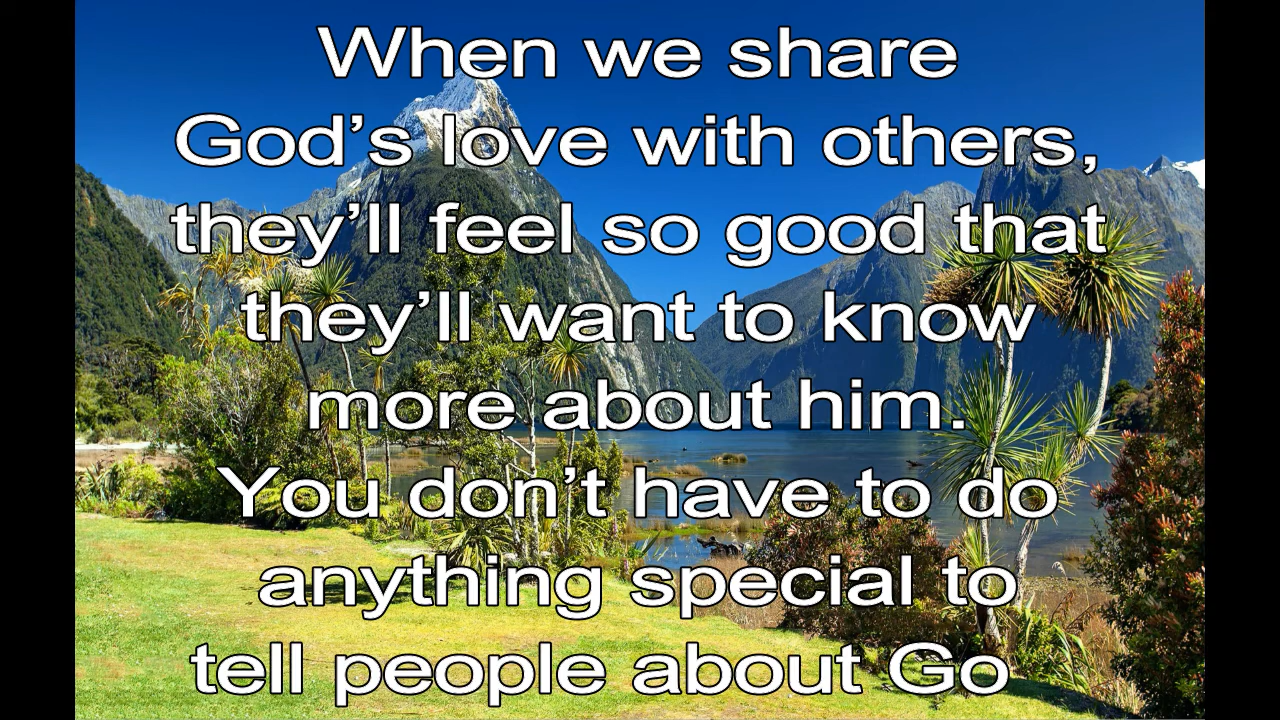 When we share
God’s love with others,
they’ll feel so good that
they’ll want to know
more about him.
You don’t have to do
anything special to
tell people about Go